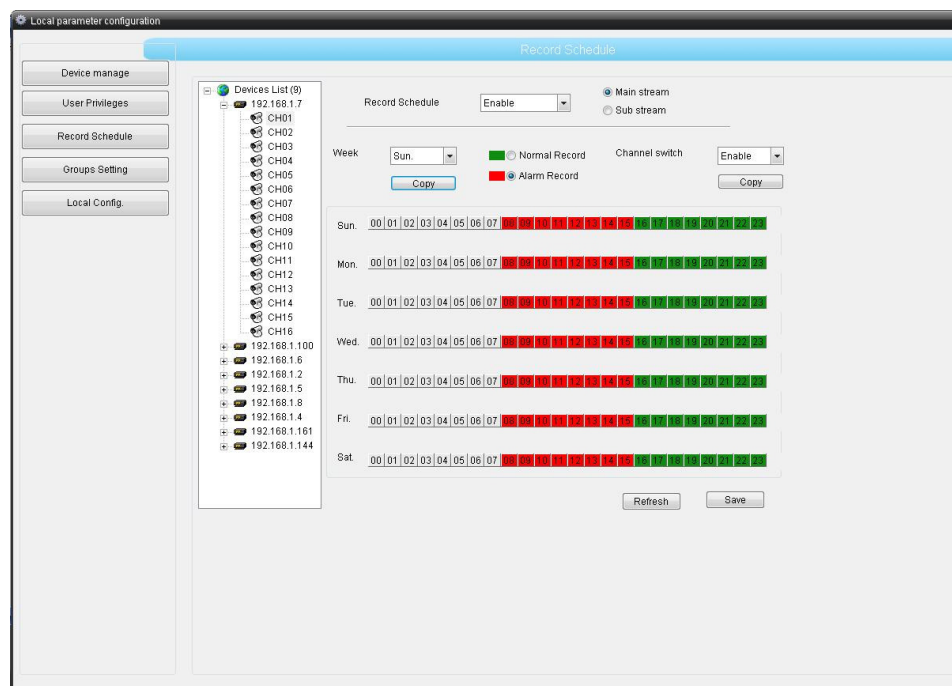 Local parameter configuration
Record Schedule
Device manage
User Privileges
Record Schedule
Groups Setting
Local Config.
Devices List (9)
192.168.1.7
CH01
CH02
CH03
CH04
CH05
CH06
CH07
CH08
CH09
CH10
CH11
CH12
CH13
CH14
CH15
CH16
192.168.1.100
192.168.1.6
192.168.1.2
192.168.1.5
192.168.1.8
192.168.1.4
192.168.1.161
192.168.1.144
Record Schedule Enable Main stream
Sub stream
Week Sun. Normal Record Channel switch Enable
Copy Alarm Record Copy
Sun. 00 01 02 03 04 05 06 07 08 09 10 11 12 13 14 15 16 17 18 19 20 21 22 23
Mon. 00 01 02 03 04 05 06 07 08 09 10 11 12 13 14 15 16 17 18 19 20 21 22 23
Tue. 00 01 02 03 04 05 06 07 08 09 10 11 12 13 14 15 16 17 18 19 20 21 22 23
Wed. 00 01 02 03 04 05 06 07 08 09 10 11 12 13 14 15 16 17 18 19 20 21 22 23
Thu. 00 01 02 03 04 05 06 07 08 09 10 11 12 13 14 15 16 17 18 19 20 21 22 23
Fri. 00 01 02 03 04 05 06 07 08 09 10 11 12 13 14 15 16 17 18 19 20 21 22 23
Sat. 00 01 02 03 04 05 06 07 08 09 10 11 12 13 14 15 16 17 18 19 20 21 22 23
Refresh Save